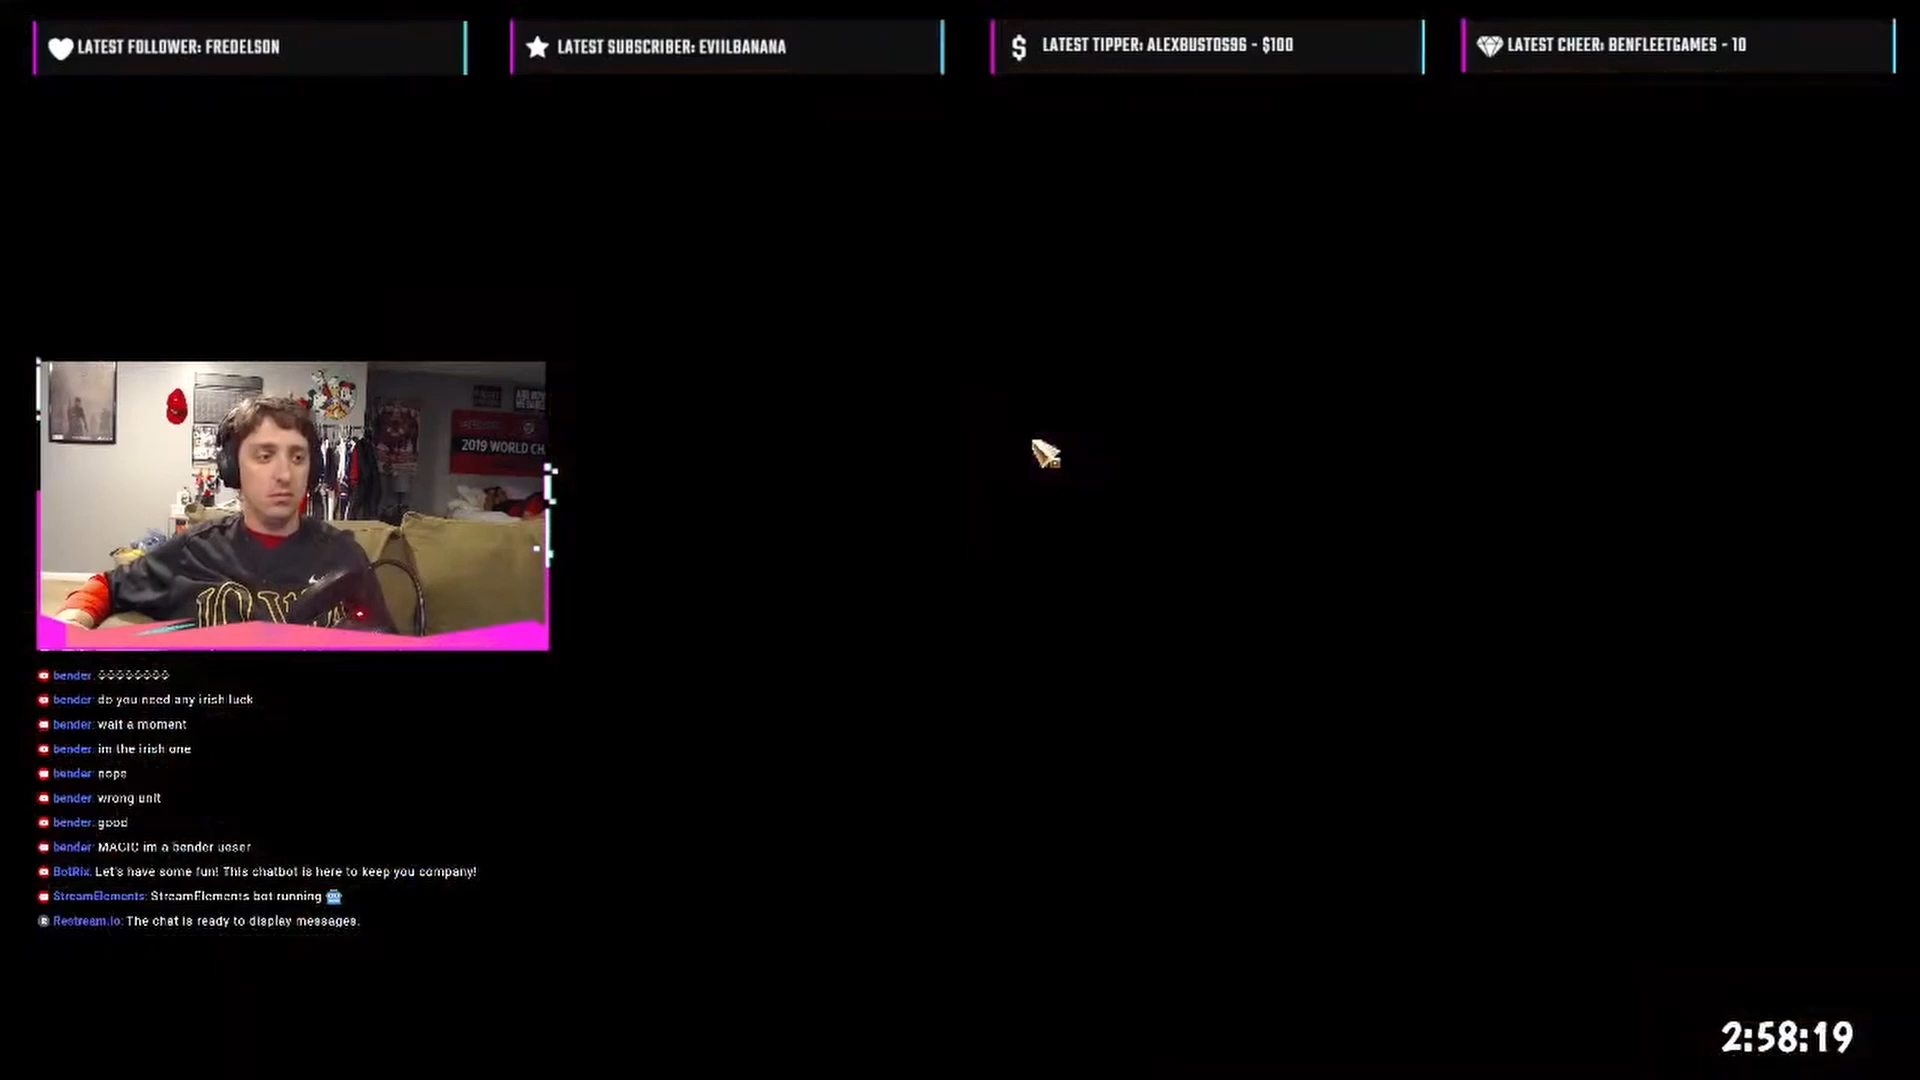 LATEST FOLLOWER: FREDELSON
LATEST SUBSCRIBER: EVIILBANANA
LATEST TIPPER: ALEXBUSTOS96 - $100
LATEST CHEER: BENFLEETGAMES - 10
2019 WORLD CH
IOWA
bender:
bender: do you need any irish luck
bender: wait a moment
bender: im the irish one
bender: nope
bender: wrong unit
bender: good
bender: MAGIC im a bender ueser
BotRix: Let's have some fun! This chatbot is here to keep you company!
StreamElements: StreamElements bot running
Restream.io: The chat is ready to display messages.
2:58:19